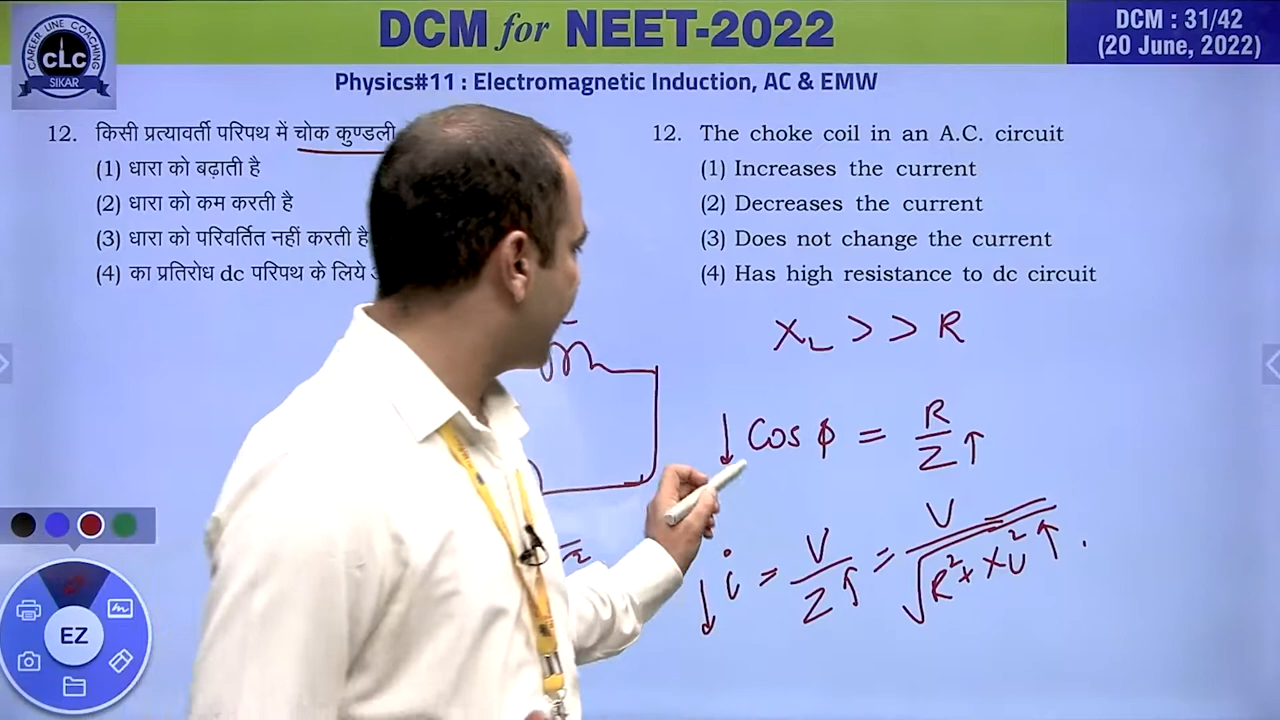 CAREER LINE COACHING
CLC
SIKAR
DCM for NEET-2022
DCM : 31/42
(20 June, 2022)
Physics#11 : Electromagnetic Induction, AC & EMW
12. किसी प्रत्यावर्ती परिपथ में चोक कुण्डली
(1) धारा को बढ़ाती है
(2) धारा को कम करती है
(3) धारा को परिवर्तित नहीं करती है
(4) का प्रतिरोध dc परिपथ के लिये
12. The choke coil in an A.C. circuit
(1) Increases the current
(2) Decreases the current
(3) Does not change the current
(4) Has high resistance to dc circuit
X_L >> R
↓ Cos φ = R/Z↑
↓ i = V/Z↑ = V/√(R² + X_L²↑)
EZ